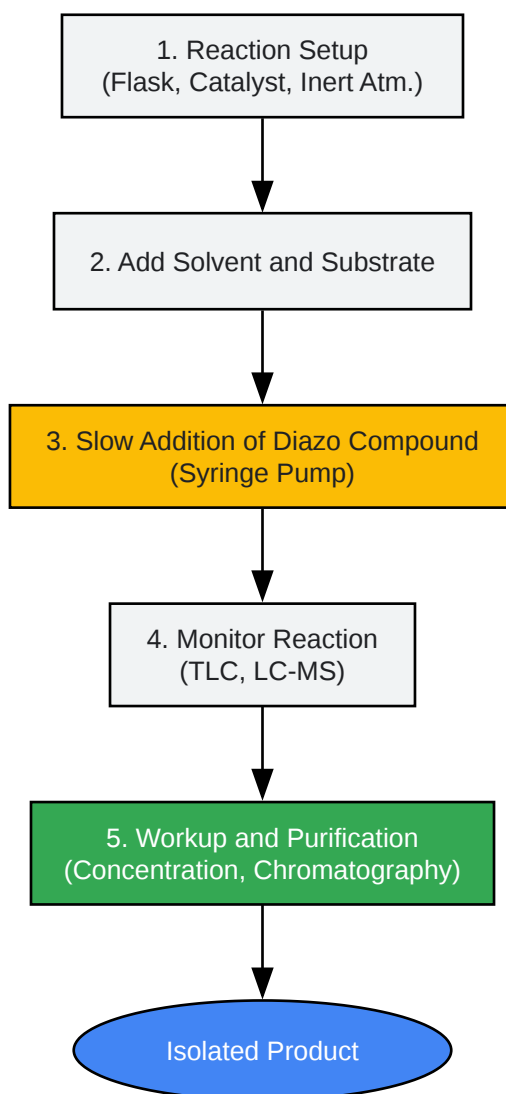 1. Reaction Setup
(Flask, Catalyst, Inert Atm.)
2. Add Solvent and Substrate
3. Slow Addition of Diazo Compound
(Syringe Pump)
4. Monitor Reaction
(TLC, LC-MS)
5. Workup and Purification
(Concentration, Chromatography)
Isolated Product